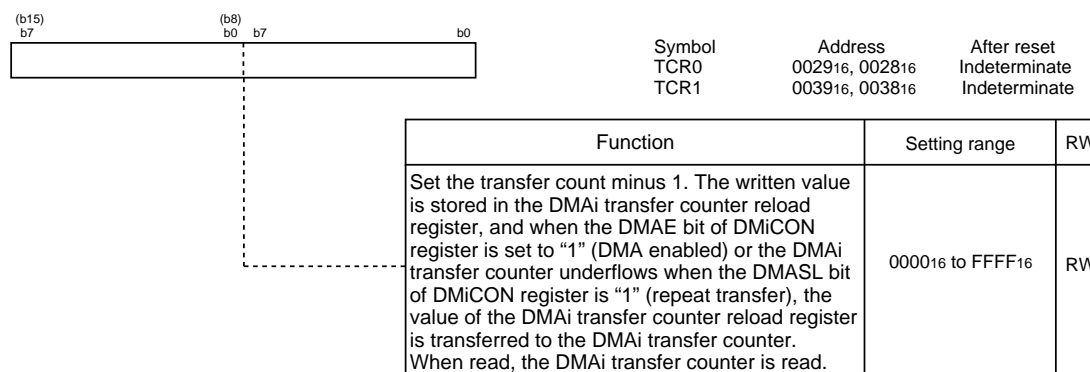 (b15) (b8)
b7 b0 b7 b0
Symbol Address After reset
TCR0 002916, 002816 Indeterminate
TCR1 003916, 003816 Indeterminate
Function Setting range RW
Set the transfer count minus 1. The written value
is stored in the DMAi transfer counter reload
register, and when the DMAE bit of DMiCON
register is set to “1” (DMA enabled) or the DMAi
transfer counter underflows when the DMASL bit
000016 to FFFF16 RW
of DMiCON register is “1” (repeat transfer), the
value of the DMAi transfer counter reload register
is transferred to the DMAi transfer counter.
When read, the DMAi transfer counter is read.